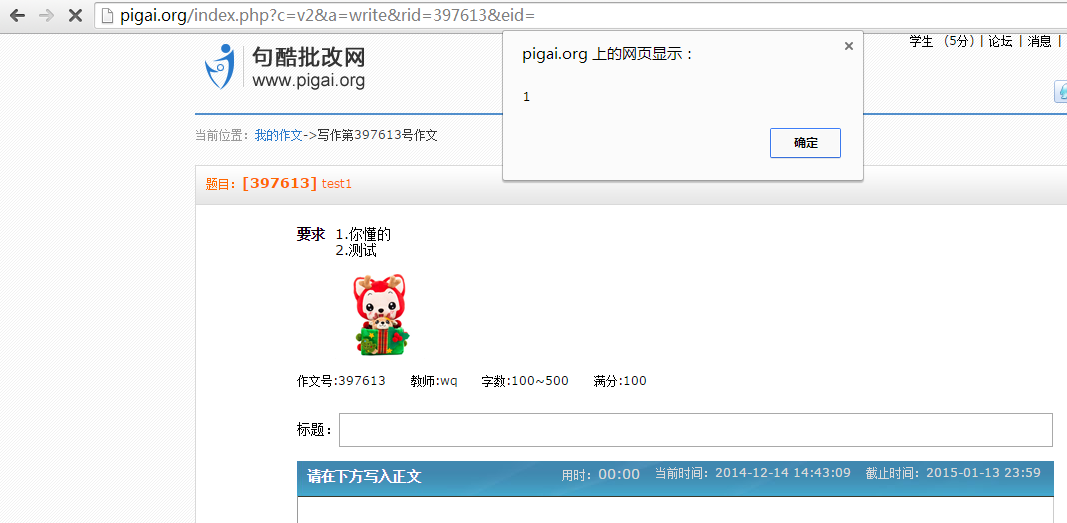 pigai.org/index.php?c=v2&a=write&rid=397613&eid=
句酷批改网
www.pigai.org
pigai.org 上的网页显示：
1
确定
学生 （5分）| 论坛 | 消息 |
当前位置：我的作文->写作第397613号作文
题目：[397613] test1
要求 1.你懂的
2.测试
作文号:397613 教师:wq 字数:100~500 满分:100
标题：
请在下方写入正文 用时：00:00 当前时间：2014-12-14 14:43:09 截止时间：2015-01-13 23:59